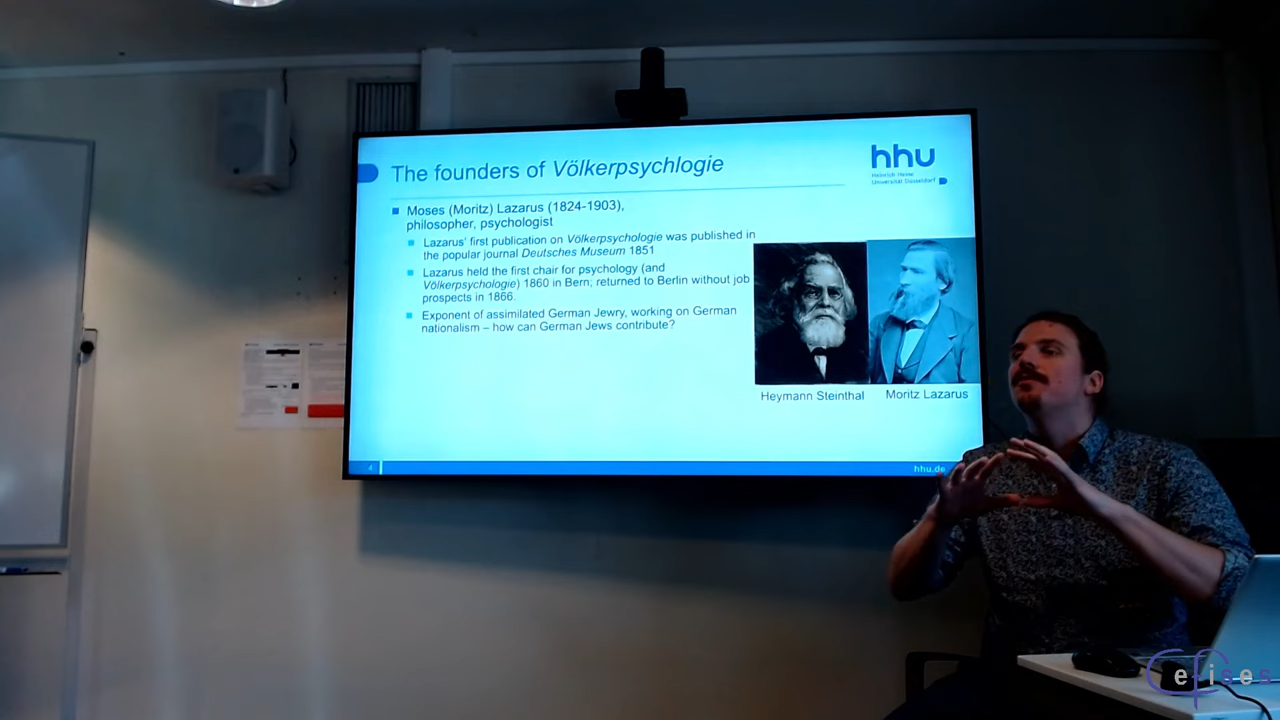 The founders of Völkerpsychlogie
hhu
Heinrich Heine
Universität Düsseldorf
Moses (Moritz) Lazarus (1824-1903),
philosopher, psychologist
Lazarus' first publication on Völkerpsychologie was published in
the popular journal Deutsches Museum 1851
Lazarus held the first chair for psychology (and
Völkerpsychologie) 1860 in Bern; returned to Berlin without job
prospects in 1866.
Exponent of assimilated German Jewry, working on German
nationalism – how can German Jews contribute?
Heymann Steinthal
Moritz Lazarus
4
hhu.de
Cefises